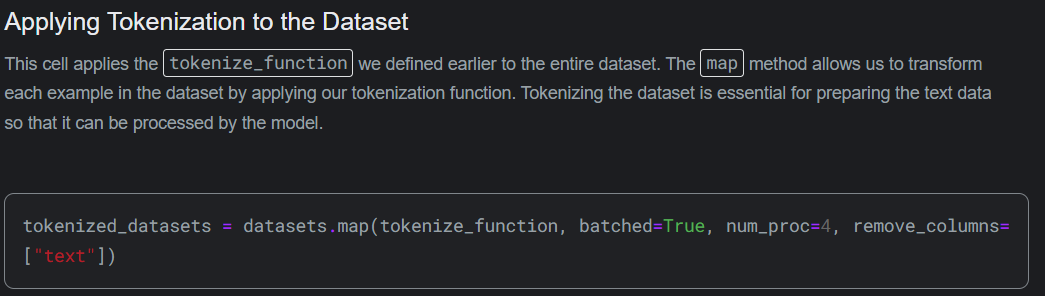 Applying Tokenization to the Dataset
This cell applies the tokenize_function we defined earlier to the entire dataset. The map method allows us to transform
each example in the dataset by applying our tokenization function. Tokenizing the dataset is essential for preparing the text data
so that it can be processed by the model.
tokenized_datasets = datasets.map(tokenize_function, batched=True, num_proc=4, remove_columns=
["text"])